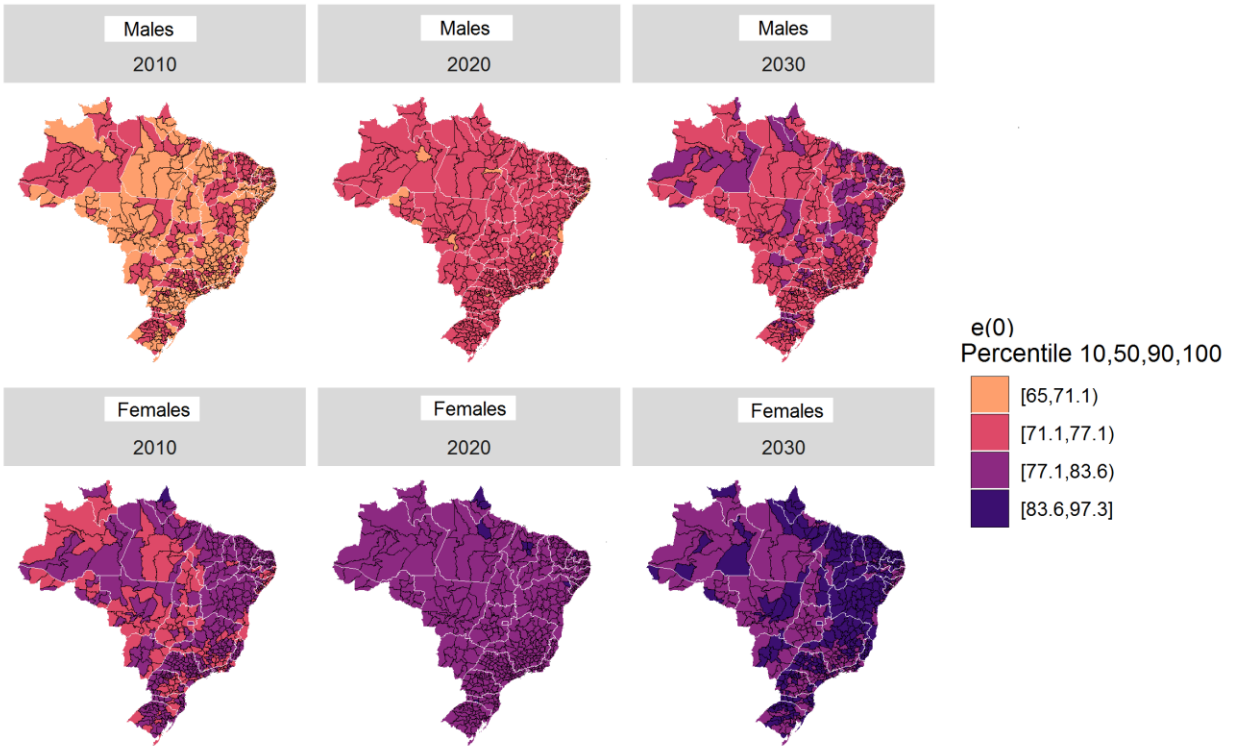 Males
2010
Males
2020
Males
2030
Females
2010
Females
2020
Females
2030
e(0)
Percentile 10,50,90,100
[65,71.1)
[71.1,77.1)
[77.1,83.6)
[83.6,97.3]